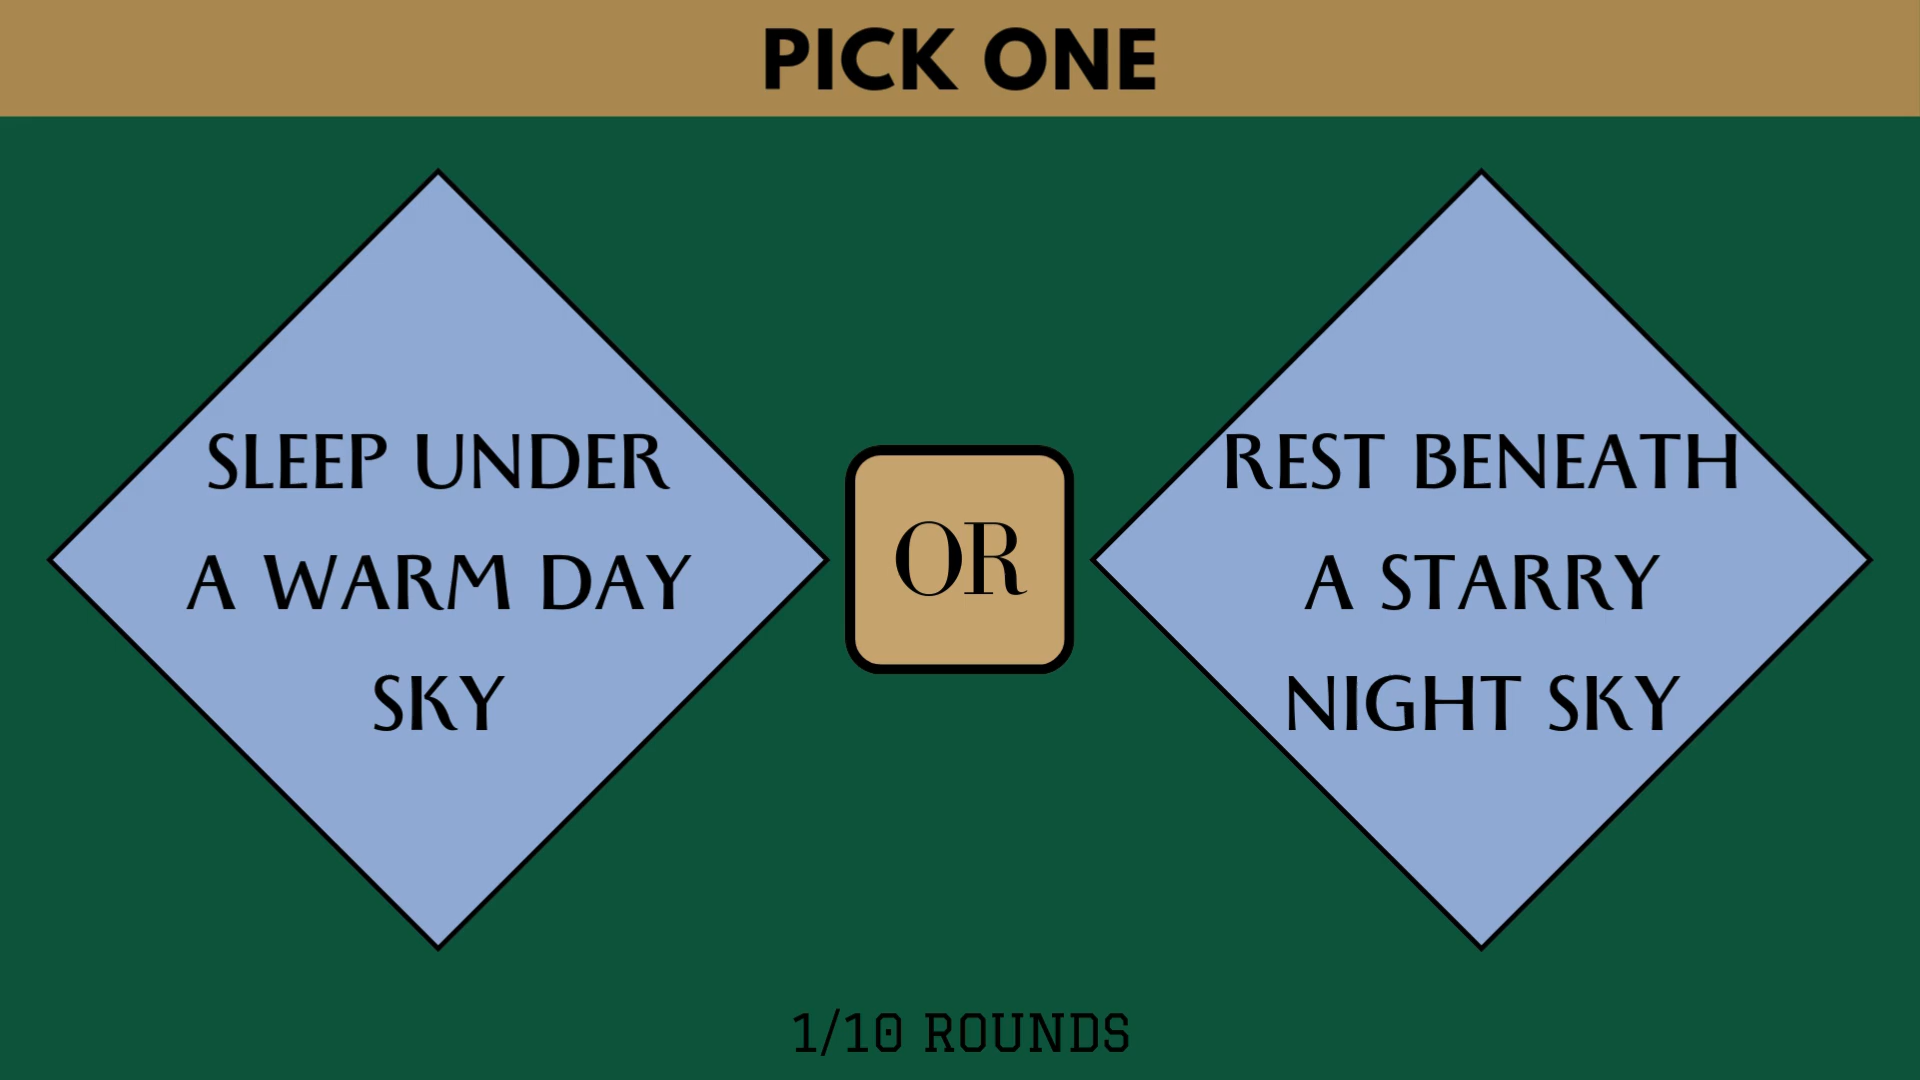 PICK ONE
SLEEP UNDER
A WARM DAY
SKY
OR
REST BENEATH
A STARRY
NIGHT SKY
1/10 ROUNDS